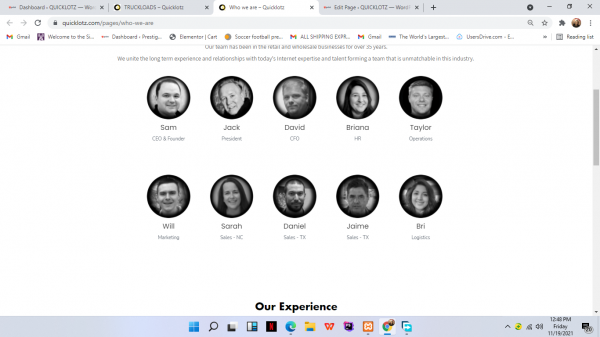 Dashboard ‹ QUICKLOTZ — Wor
TRUCKLOADS – Quicklotz
Who we are – Quicklotz
Edit Page ‹ QUICKLOTZ — Word
quicklotz.com/pages/who-we-are
Gmail
Welcome to the Si...
Dashboard ‹ Prestig...
Elementor | Cart
Soccer football pre...
ALL SHIPPING EXPR...
Gmail
The World's Largest...
UsersDrive.com - E...
»
Reading list
Our team has been in the retail and wholesale businesses for over 35 years.
We unite the long term experience and relationships with today's Internet expertise and talent forming a team that is unmatchable in this industry.
Sam Jack David Briana Taylor
CEO & Founder President CFO HR Operations
Will Sarah Daniel Jaime Bri
Marketing Sales - NC Sales - TX Sales - TX Logistics
Our Experience
12:48 PM
Friday
11/19/2021